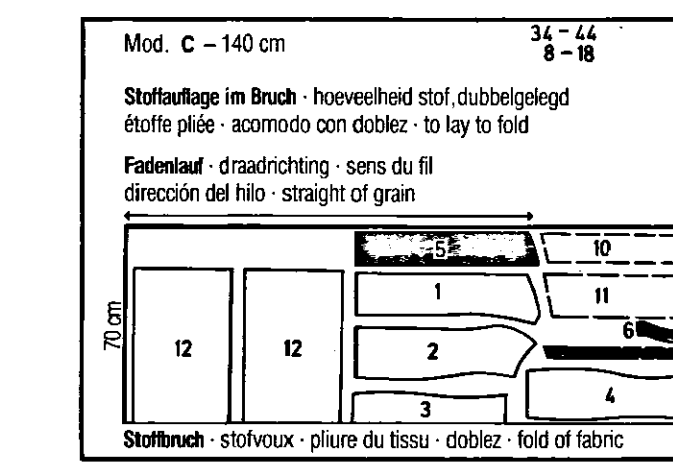 Mod. C – 140 cm
34 – 44
8 – 18
Stoffauflage im Bruch · hoeveelheid stof, dubbelgelegd
étoffe pliée · acomodo con doblez · to lay to fold
Fadenlauf · draadrichting · sens du fil
dirección del hilo · straight of grain
70 cm
5
10
1
11
6
12
12
2
4
3
Stoffbruch · stofvoux · pliure du tissu · doblez · fold of fabric